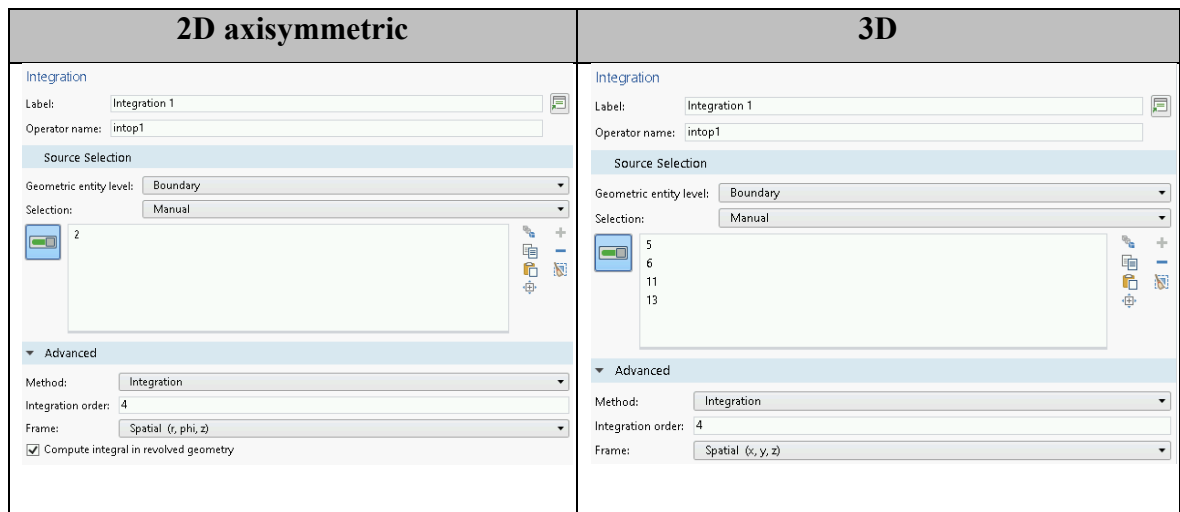 2D axisymmetric
3D
Integration
Label: Integration 1
Operator name: intop1
Source Selection
Geometric entity level: Boundary
Selection: Manual
2
Advanced
Method: Integration
Integration order: 4
Frame: Spatial (r, phi, z)
Compute integral in revolved geometry
Integration
Label: Integration 1
Operator name: intop1
Source Selection
Geometric entity level: Boundary
Selection: Manual
5
6
11
13
Advanced
Method: Integration
Integration order: 4
Frame: Spatial (x, y, z)